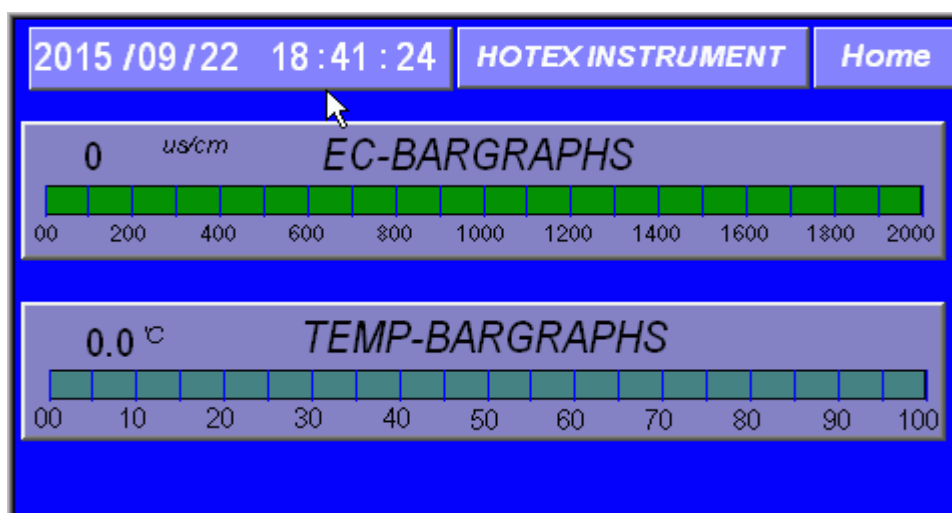 2015 /09/22 18:41:24 HOTEX INSTRUMENT Home
0 us/cm EC-BARGRAPHS
00 200 400 600 800 1000 1200 1400 1600 1800 2000
0.0 ℃ TEMP-BARGRAPHS
00 10 20 30 40 50 60 70 80 90 100